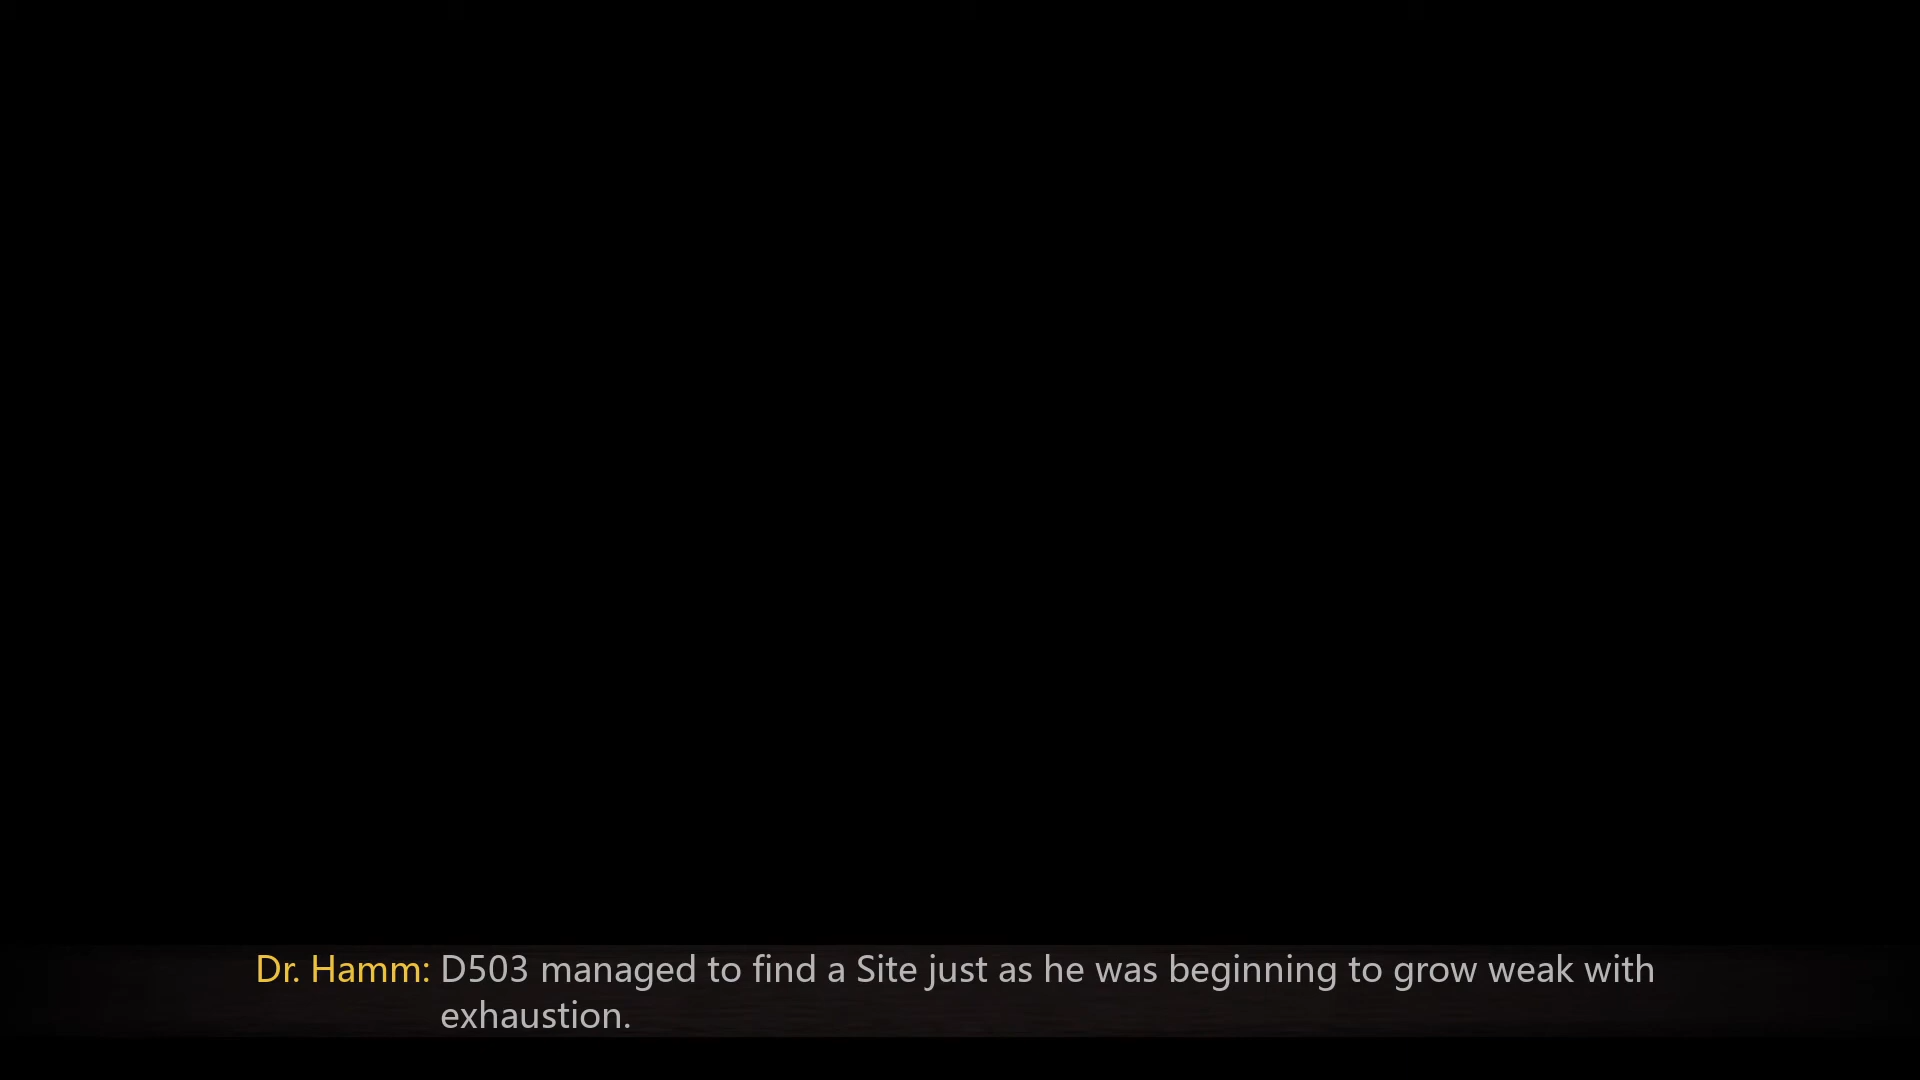 Dr. Hamm: D503 managed to find a Site just as he was beginning to grow weak with
exhaustion.